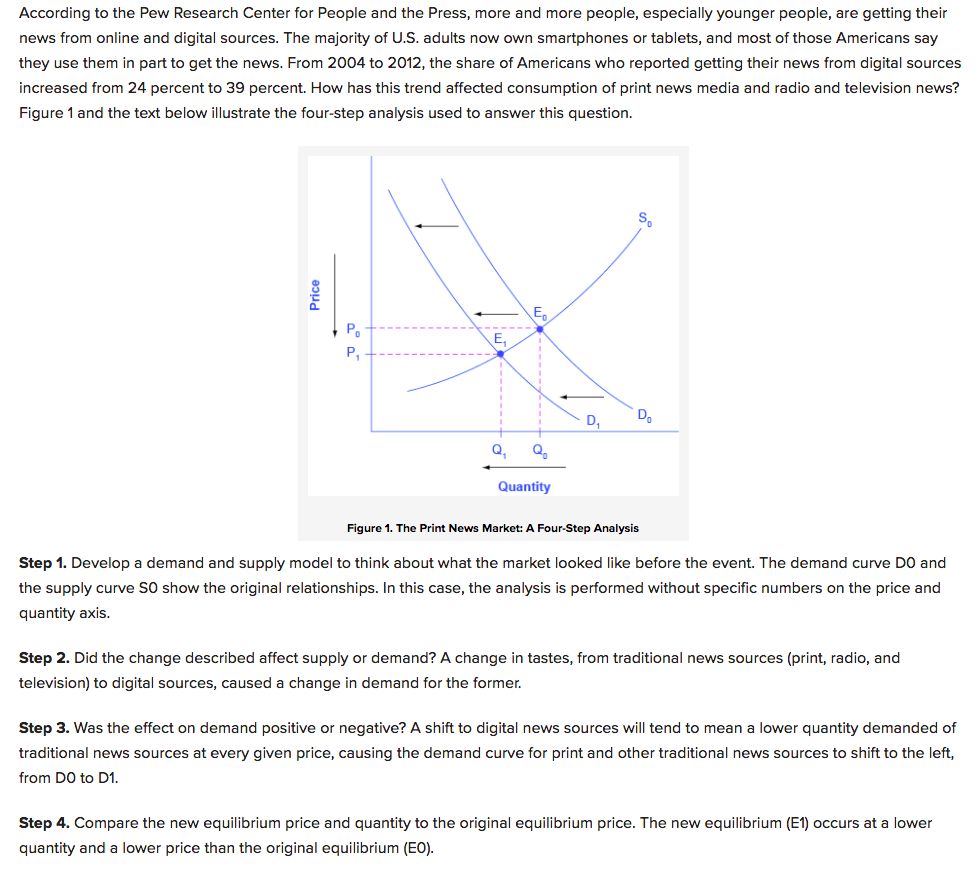 According to the Pew Research Center for People and the Press, more and more people, especially younger people, are getting their
news from online and digital sources. The majority of U.S. adults now own smartphones or tablets, and most of those Americans say
they use them in part to get the news. From 2004 to 2012, the share of Americans who reported getting their news from digital sources
increased from 24 percent to 39 percent. How has this trend affected consumption of print news media and radio and television news?
Figure 1 and the text below illustrate the four-step analysis used to answer this question.
S₀
Price
E₀
P₀
E₁
P₁
D₀
D₁
Q₁ Q₀
Quantity
Figure 1. The Print News Market: A Four-Step Analysis
Step 1. Develop a demand and supply model to think about what the market looked like before the event. The demand curve D0 and
the supply curve S0 show the original relationships. In this case, the analysis is performed without specific numbers on the price and
quantity axis.
Step 2. Did the change described affect supply or demand? A change in tastes, from traditional news sources (print, radio, and
television) to digital sources, caused a change in demand for the former.
Step 3. Was the effect on demand positive or negative? A shift to digital news sources will tend to mean a lower quantity demanded of
traditional news sources at every given price, causing the demand curve for print and other traditional news sources to shift to the left,
from D0 to D1.
Step 4. Compare the new equilibrium price and quantity to the original equilibrium price. The new equilibrium (E1) occurs at a lower
quantity and a lower price than the original equilibrium (E0).